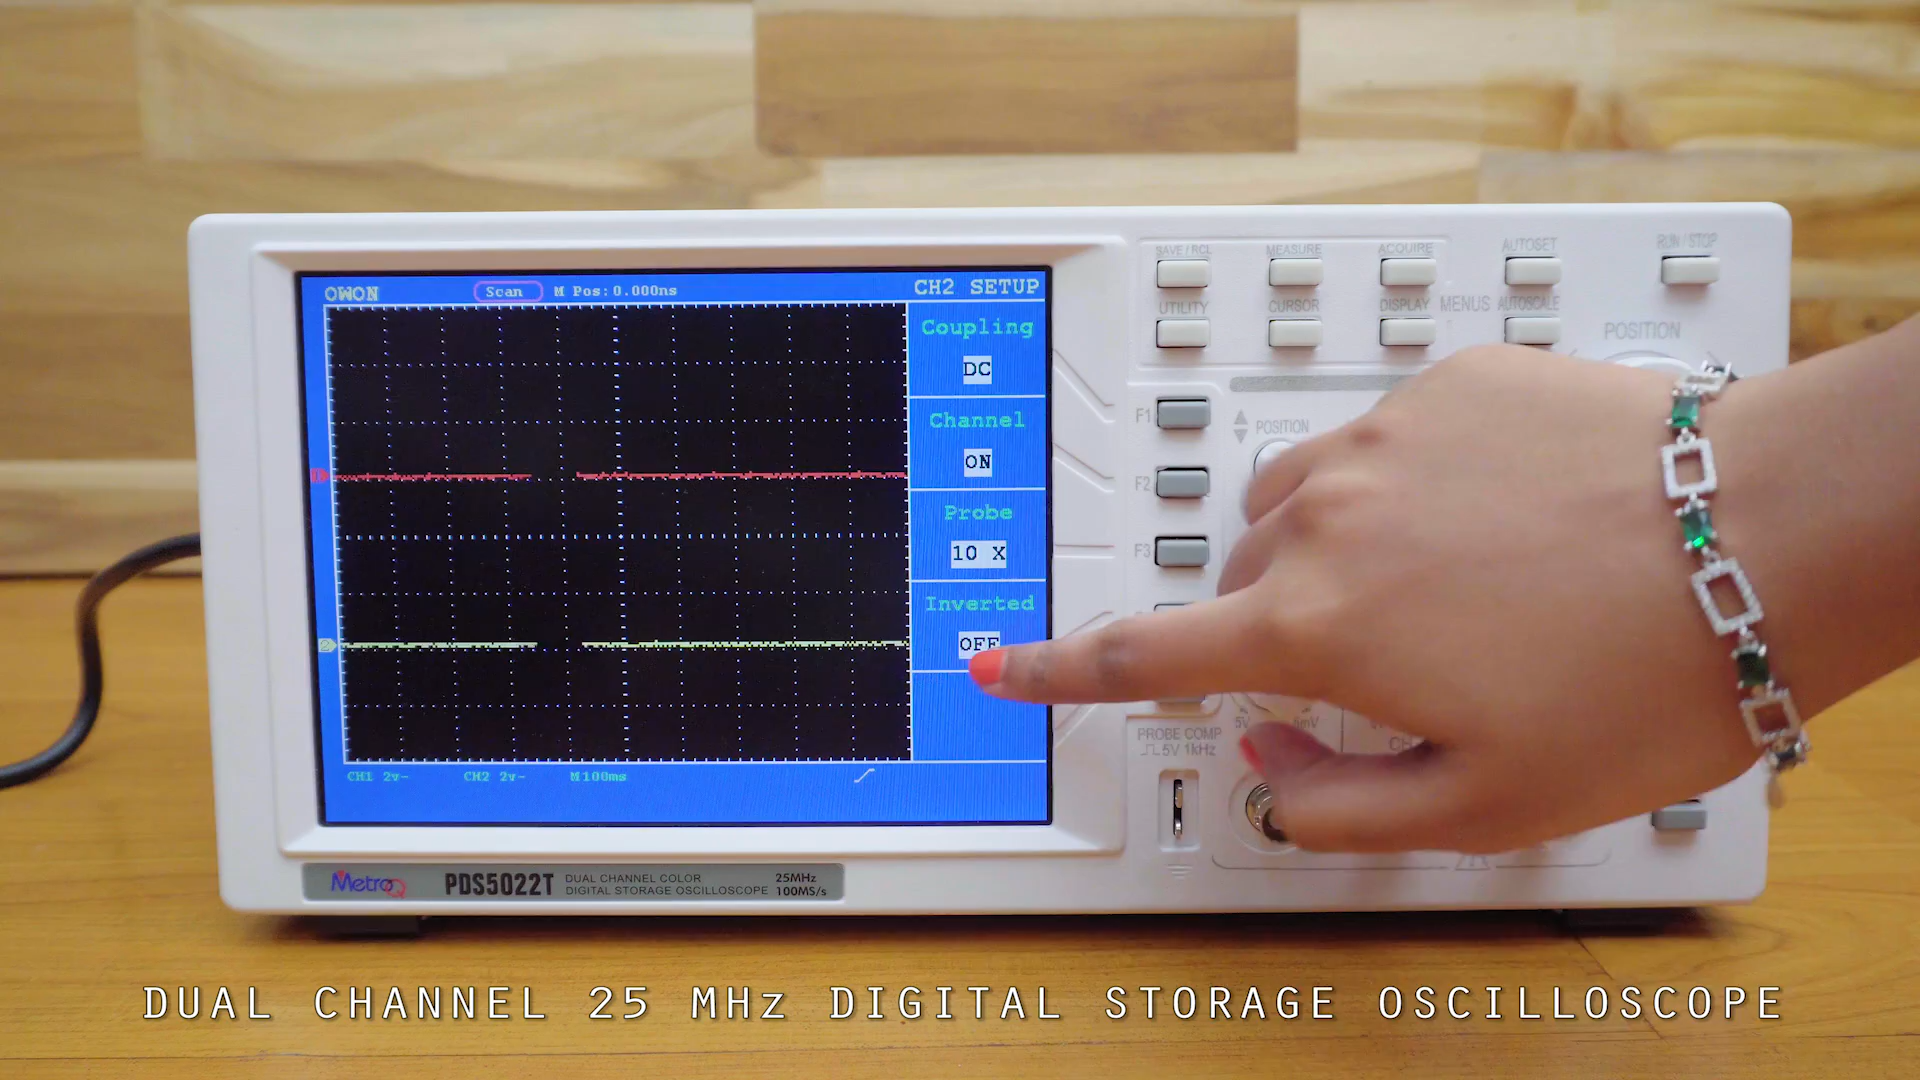 OWON
Scan
M Pos:0.000ns
CH2 SETUP
Coupling
DC
Channel
ON
Probe
10 X
Inverted
OFF
1
2
CH1 2v~
CH2 2v~
M100ms
SAVE / RCL
MEASURE
ACQUIRE
AUTOSET
RUN / STOP
UTILITY
CURSOR
DISPLAY
MENUS
AUTOSCALE
POSITION
F1
POSITION
F2
F3
5V
5mV
PROBE COMP
5V 1kHz
MetroQ
PDS5022T
DUAL CHANNEL COLOR
DIGITAL STORAGE OSCILLOSCOPE
25MHz
100MS/s
DUAL CHANNEL 25 MHz DIGITAL STORAGE OSCILLOSCOPE